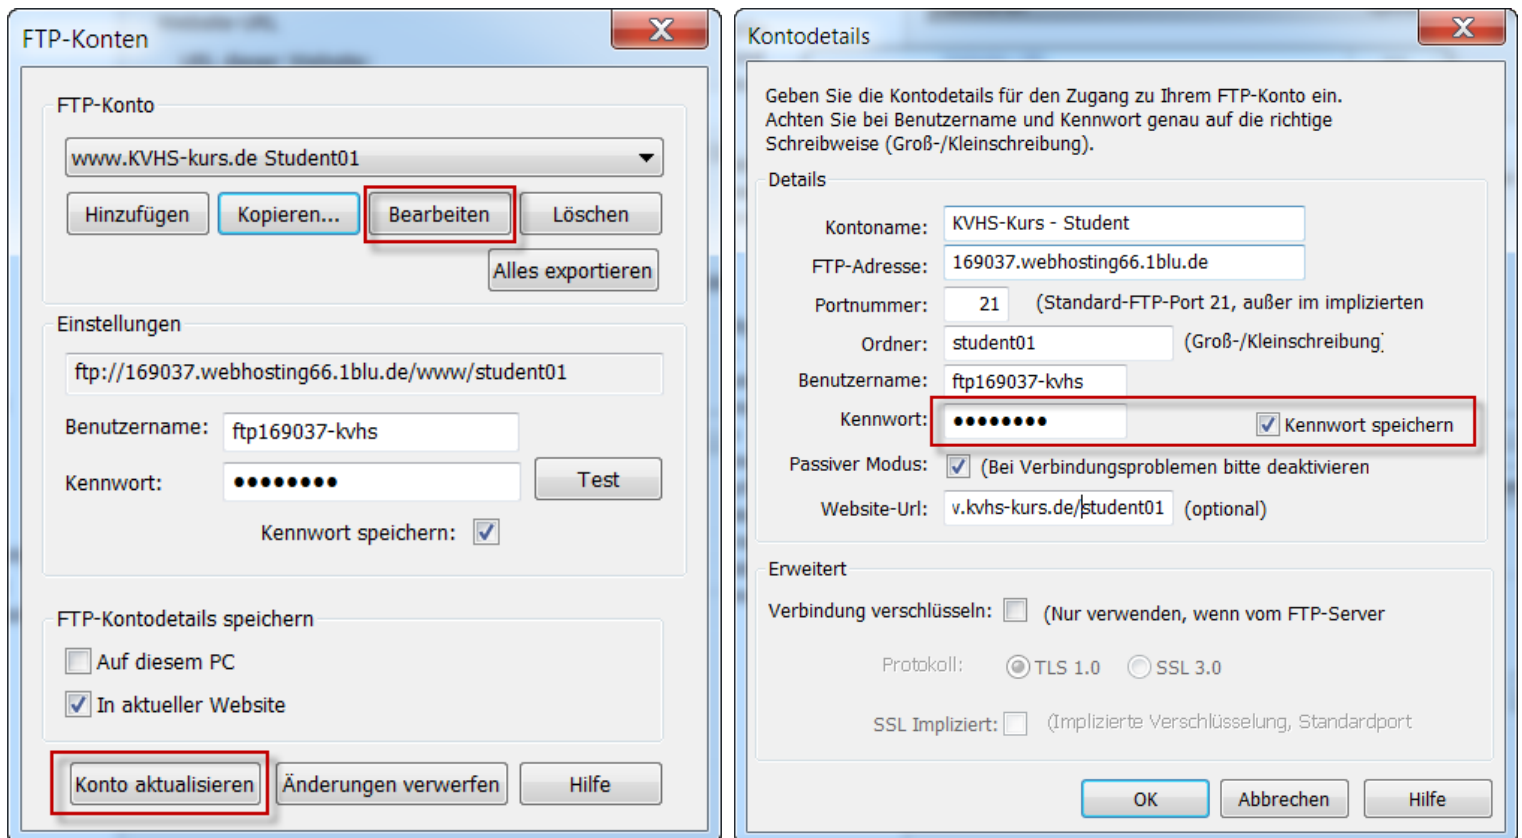 FTP-Konten
FTP-Konto
www.KVHS-kurs.de Student01
Hinzufügen
Kopieren...
Bearbeiten
Löschen
Alles exportieren
Einstellungen
ftp://169037.webhosting66.1blu.de/www/student01
Benutzername: ftp169037-kvhs
Kennwort: ●●●●●●●●
Test
Kennwort speichern:
FTP-Kontodetails speichern
Auf diesem PC
In aktueller Website
Konto aktualisieren
Änderungen verwerfen
Hilfe
Kontodetails
Geben Sie die Kontodetails für den Zugang zu Ihrem FTP-Konto ein.
Achten Sie bei Benutzername und Kennwort genau auf die richtige
Schreibweise (Groß-/Kleinschreibung).
Details
Kontoname: KVHS-Kurs - Student
FTP-Adresse: 169037.webhosting66.1blu.de
Portnummer: 21 (Standard-FTP-Port 21, außer im implizierten
Ordner: student01 (Groß-/Kleinschreibung)
Benutzername: ftp169037-kvhs
Kennwort: ●●●●●●●● Kennwort speichern
Passiver Modus: (Bei Verbindungsproblemen bitte deaktivieren
Website-Url: v.kvhs-kurs.de/student01 (optional)
Erweitert
Verbindung verschlüsseln: (Nur verwenden, wenn vom FTP-Server
Protokoll: TLS 1.0 SSL 3.0
SSL Impliziert: (Implizierte Verschlüsselung, Standardport
OK
Abbrechen
Hilfe